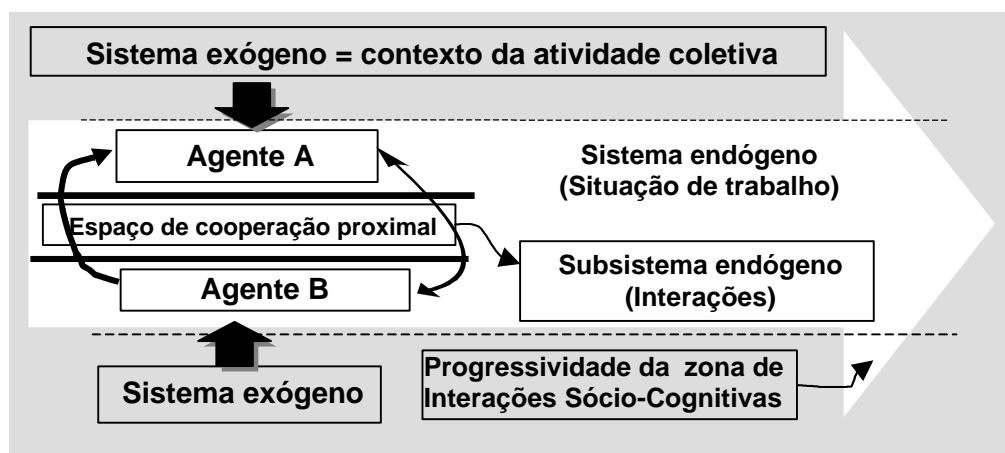 Sistema exógeno = contexto da atividade coletiva
Agente A
Sistema endógeno
(Situação de trabalho)
Espaço de cooperação proximal
Subsistema endógeno
(Interações)
Agente B
Sistema exógeno
Progressividade da zona de
Interações Sócio-Cognitivas